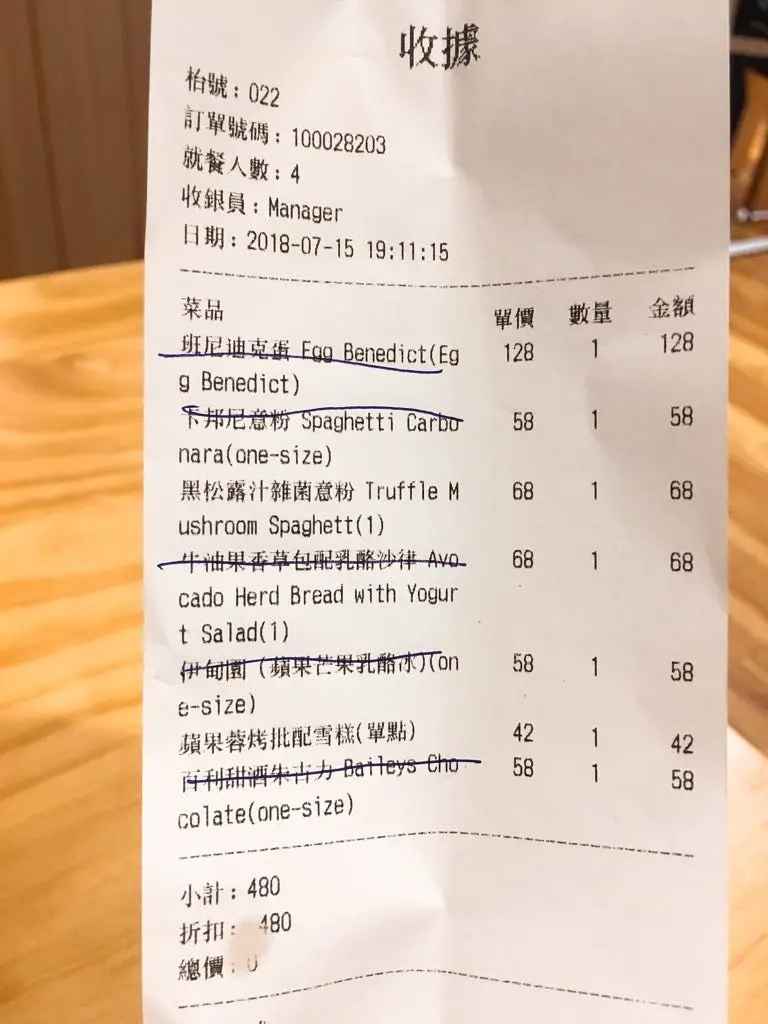 收據
枱號：022
訂單號碼：100028203
就餐人數：4
收銀員：Manager
日期：2018-07-15 19:11:15
菜品 單價 數量 金額
班尼迪克蛋 Egg Benedict(Eg 128 1 128
g Benedict)
卡邦尼意粉 Spaghetti Carbo 58 1 58
nara(one-size)
黑松露汁雜菌意粉 Truffle M 68 1 68
ushroom Spaghett(1)
牛油果香草包配乳酪沙律 Avo 68 1 68
cado Herd Bread with Yogur
t Salad(1)
伊甸園 (蘋果芒果乳酪冰)(on 58 1 58
e-size)
蘋果蓉烤批配雪糕(單點) 42 1 42
百利甜酒朱古力 Baileys Cho 58 1 58
colate(one-size)
小計：480
折扣： 480
總價：0